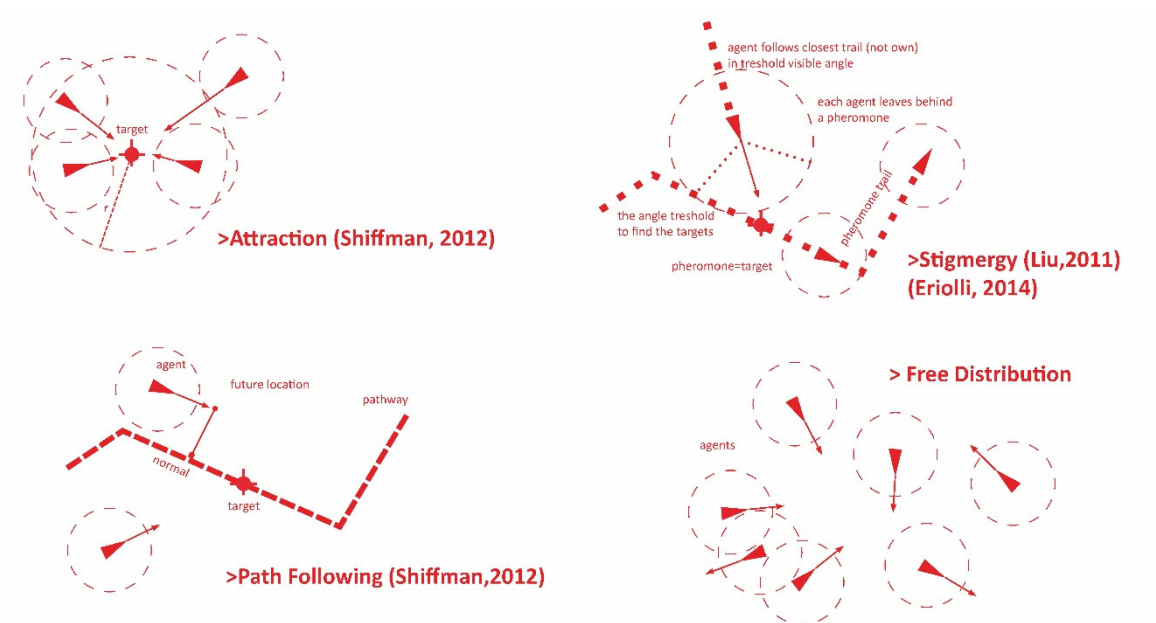 target
r
>Attraction (Shiffman, 2012)
agent follows closest trail (not own)
in treshold visible angle
each agent leaves behind
a pheromone
pheromone trail
the angle treshold
to find the targets
pheromone=target
>Stigmergy (Liu,2011)
(Eriolli, 2014)
agent
future location
pathway
normal
target
>Path Following (Shiffman,2012)
> Free Distribution
agents